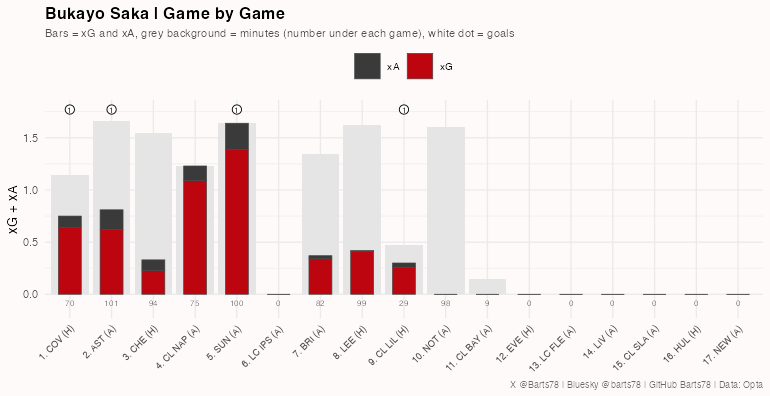 Bukayo Saka | Game by Game
Bars = xG and xA, grey background = minutes (number under each game), white dot = goals
xA xG
1 1 1 1
xG + xA
1.5
1.0
0.5
0.0
70 101 94 75 100 0 82 99 29 98 9 0 0 0 0 0 0
1. COV (H)
2. AST (A)
3. CHE (H)
4. CL NAP (A)
5. SUN (A)
6. LC IPS (A)
7. BRI (A)
8. LEE (H)
9. CL LIL (H)
10. NOT (A)
11. CL BAY (A)
12. EVE (H)
13. LC FLE (A)
14. LIV (A)
15. CL SLA (A)
16. HUL (H)
17. NEW (A)
X @Barts78 | Bluesky @barts78 | GitHub Barts78 | Data: Opta